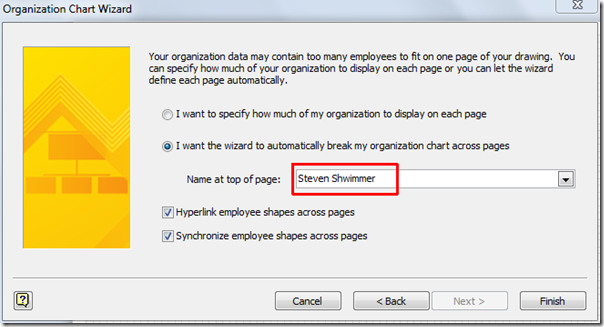 Organization Chart Wizard
Your organization data may contain too many employees to fit on one page of your drawing. You
can specify how much of your organization to display on each page or you can let the wizard
define each page automatically.
I want to specify how much of my organization to display on each page
I want the wizard to automatically break my organization chart across pages
Name at top of page: Steven Shwimmer
Hyperlink employee shapes across pages
Synchronize employee shapes across pages
? Cancel < Back Next > Finish